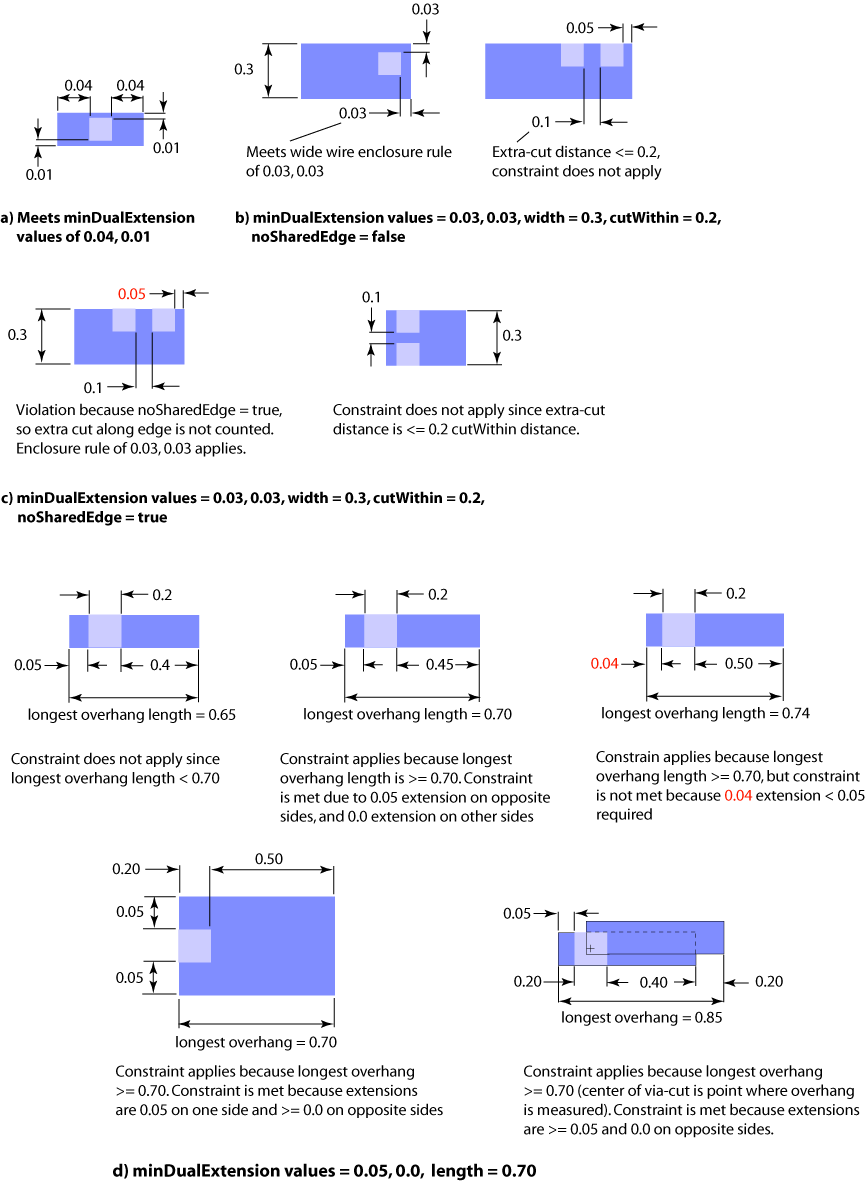 0.04
0.04
0.01
0.01
a) Meets minDualExtension
values of 0.04, 0.01
0.03
0.3
0.03
Meets wide wire enclosure rule
of 0.03, 0.03
0.05
0.1
Extra-cut distance <= 0.2,
constraint does not apply
b) minDualExtension values = 0.03, 0.03, width = 0.3, cutWithin = 0.2,
noSharedEdge = false
0.05
0.3
0.1
Violation because noSharedEdge = true,
so extra cut along edge is not counted.
Enclosure rule of 0.03, 0.03 applies.
0.1
0.3
Constraint does not apply since extra-cut
distance is <= 0.2 cutWithin distance.
c) minDualExtension values = 0.03, 0.03, width = 0.3, cutWithin = 0.2,
noSharedEdge = true
0.2
0.05
0.4
longest overhang length = 0.65
Constraint does not apply since
longest overhang length < 0.70
0.2
0.05
0.45
longest overhang length = 0.70
Constraint applies because longest
overhang length is >= 0.70. Constraint
is met due to 0.05 extension on opposite
sides, and 0.0 extension on other sides
0.2
0.04
0.50
longest overhang length = 0.74
Constrain applies because longest
overhang length >= 0.70, but constraint
is not met because 0.04 extension < 0.05
required
0.20
0.50
0.05
0.05
longest overhang = 0.70
Constraint applies because longest overhang
>= 0.70. Constraint is met because extensions
are 0.05 on one side and >= 0.0 on opposite sides
0.05
0.20
0.40
0.20
longest overhang = 0.85
Constraint applies because longest overhang
>= 0.70 (center of via-cut is point where overhang
is measured). Constraint is met because extensions
are >= 0.05 and 0.0 on opposite sides.
d) minDualExtension values = 0.05, 0.0, length = 0.70